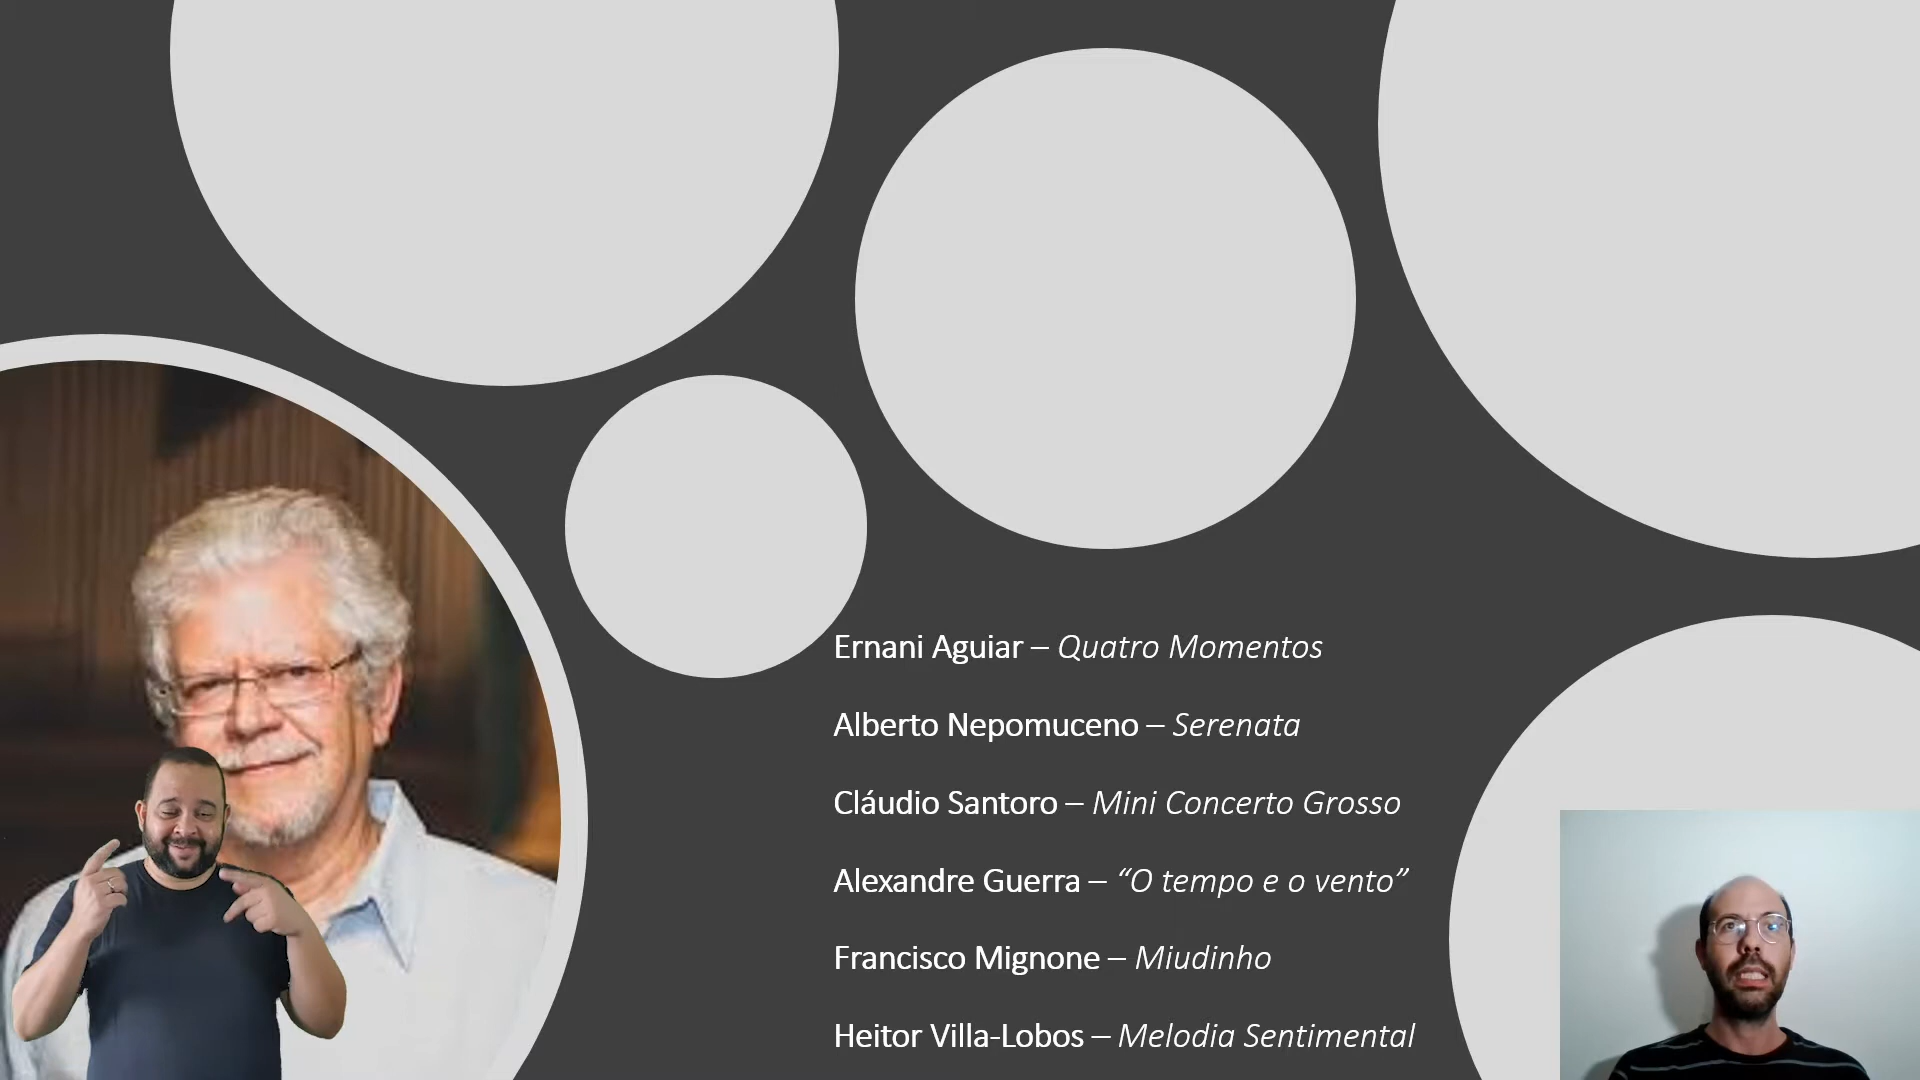 Ernani Aguiar – Quatro Momentos
Alberto Nepomuceno – Serenata
Cláudio Santoro – Mini Concerto Grosso
Alexandre Guerra – “O tempo e o vento”
Francisco Mignone – Miudinho
Heitor Villa-Lobos – Melodia Sentimental